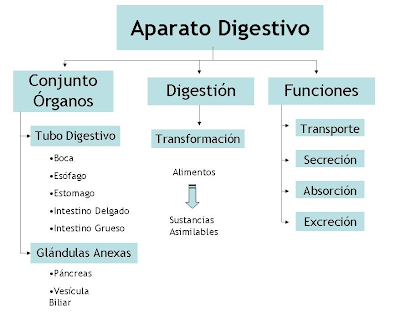 Aparato Digestivo
Conjunto
Órganos
Tubo Digestivo
•Boca
•Esófago
•Estomago
•Intestino Delgado
•Intestino Grueso
Glándulas Anexas
•Páncreas
•Vesícula
Biliar
Digestión
Transformación
Alimentos
Sustancias
Asimilables
Funciones
Transporte
Secreción
Absorción
Excreción